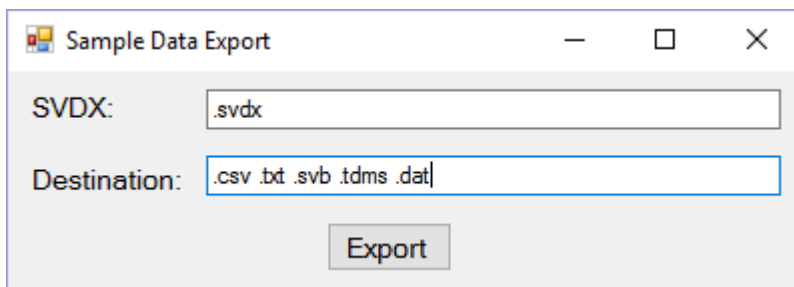 Sample Data Export
SVDX: .svdx
Destination: .csv .txt .svb .tdms .dat
Export